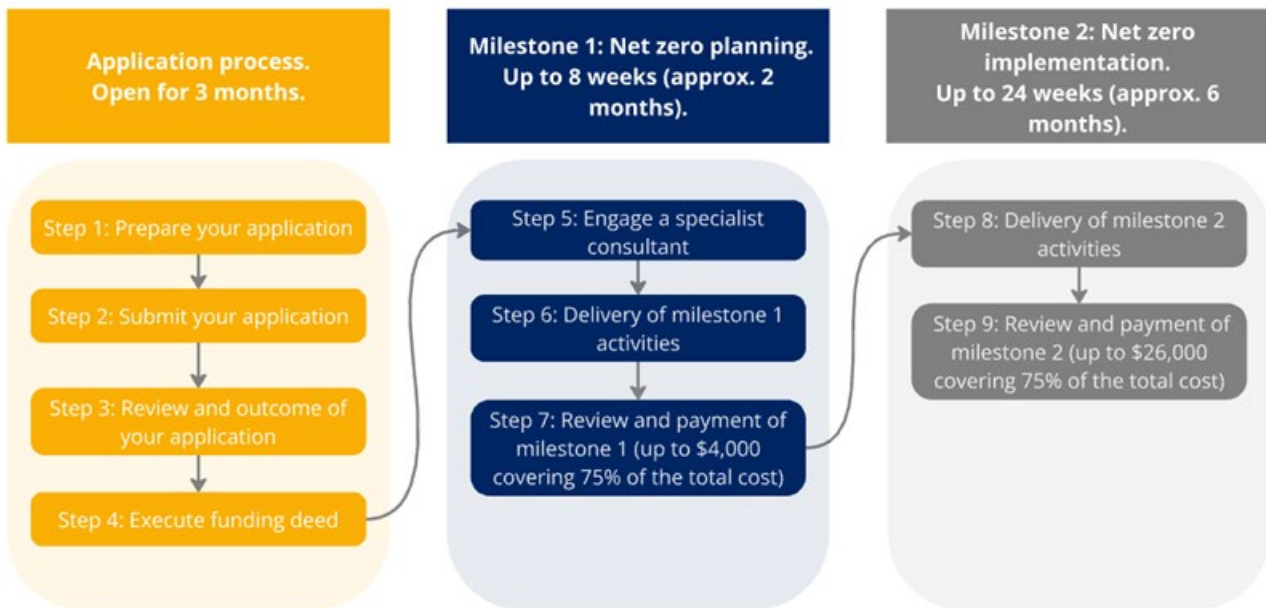 Application process.
Open for 3 months.
Step 1: Prepare your application
Step 2: Submit your application
Step 3: Review and outcome of
your application
Step 4: Execute funding deed
Milestone 1: Net zero planning.
Up to 8 weeks (approx. 2
months).
Step 5: Engage a specialist
consultant
Step 6: Delivery of milestone 1
activities
Step 7: Review and payment of
milestone 1 (up to $4,000
covering 75% of the total cost)
Milestone 2: Net zero
implementation.
Up to 24 weeks (approx. 6
months).
Step 8: Delivery of milestone 2
activities
Step 9: Review and payment of
milestone 2 (up to $26,000
covering 75% of the total cost)